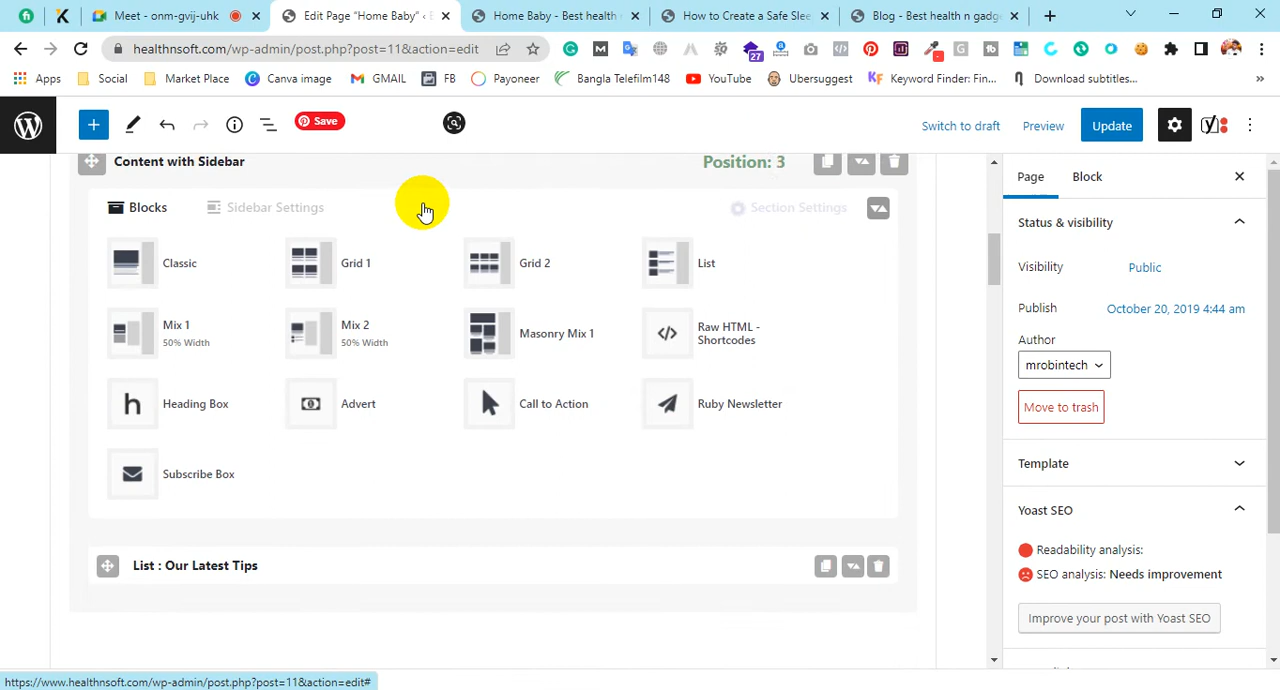 Meet - onm-gvij-uhk
Edit Page “Home Baby” ‹ B
Home Baby - Best health n
How to Create a Safe Slee
Blog - Best health n gadge
healthnsoft.com/wp-admin/post.php?post=11&action=edit
27
Apps
Social
Market Place
Canva image
GMAIL
FB
Payoneer
Bangla Telefilm148
YouTube
Ubersuggest
Keyword Finder: Fin...
Download subtitles...
»
Save
Switch to draft
Preview
Update
Content with Sidebar
Position: 3
Blocks
Sidebar Settings
Section Settings
Classic
Grid 1
Grid 2
List
Mix 1
50% Width
Mix 2
50% Width
Masonry Mix 1
Raw HTML -
Shortcodes
Heading Box
Advert
Call to Action
Ruby Newsletter
Subscribe Box
List : Our Latest Tips
Page
Block
Status & visibility
Visibility
Public
Publish
October 20, 2019 4:44 am
Author
mrobintech
Move to trash
Template
Yoast SEO
Readability analysis:
SEO analysis: Needs improvement
Improve your post with Yoast SEO
https://www.healthnsoft.com/wp-admin/post.php?post=11&action=edit#